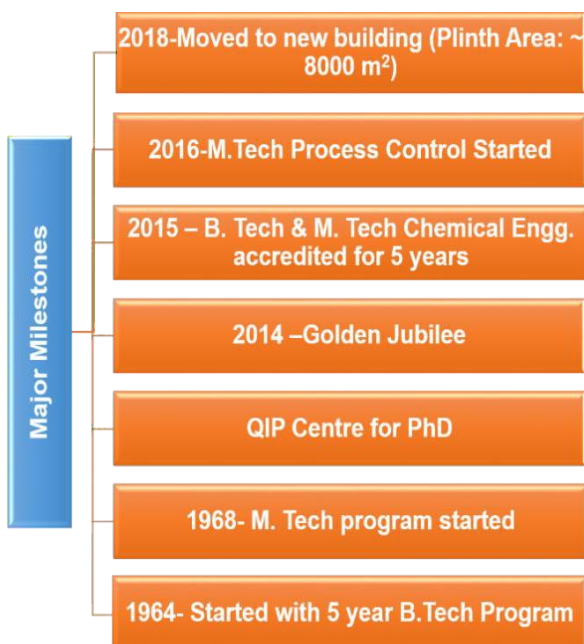 Major Milestones
2018-Moved to new building (Plinth Area: ~
8000 m²)
2016-M.Tech Process Control Started
2015 – B. Tech & M. Tech Chemical Engg.
accredited for 5 years
2014 –Golden Jubilee
QIP Centre for PhD
1968- M. Tech program started
1964- Started with 5 year B.Tech Program